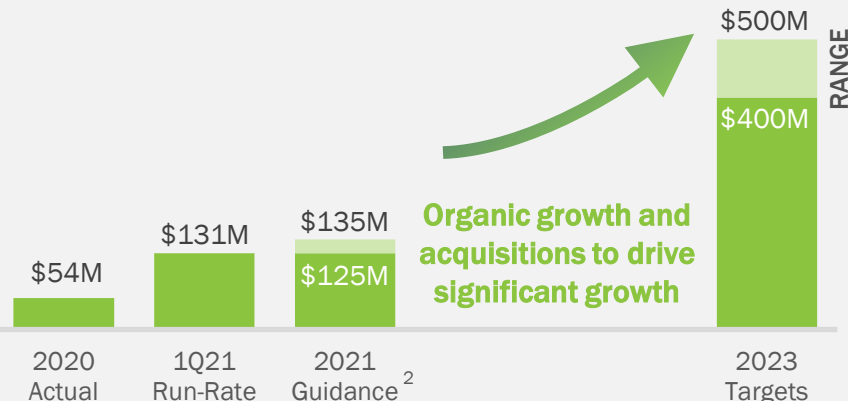 $500M
RANGE
$400M
$135M
$131M
$125M
$54M
Organic growth and
acquisitions to drive
significant growth
2020
Actual
1Q21
Run-Rate
2021
Guidance 2
2023
Targets